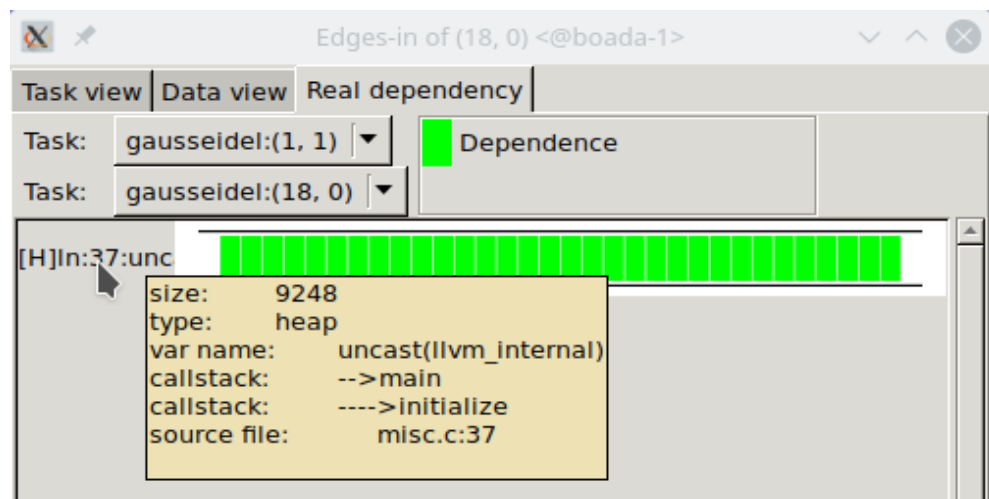 Edges-in of (18, 0) <@boada-1>
Task view Data view Real dependency
Task: gausseidel:(1, 1) Dependence
Task: gausseidel:(18, 0)
[H]In:37:unc
size: 9248
type: heap
var name: uncast(llvm_internal)
callstack: -->main
callstack: ---->initialize
source file: misc.c:37